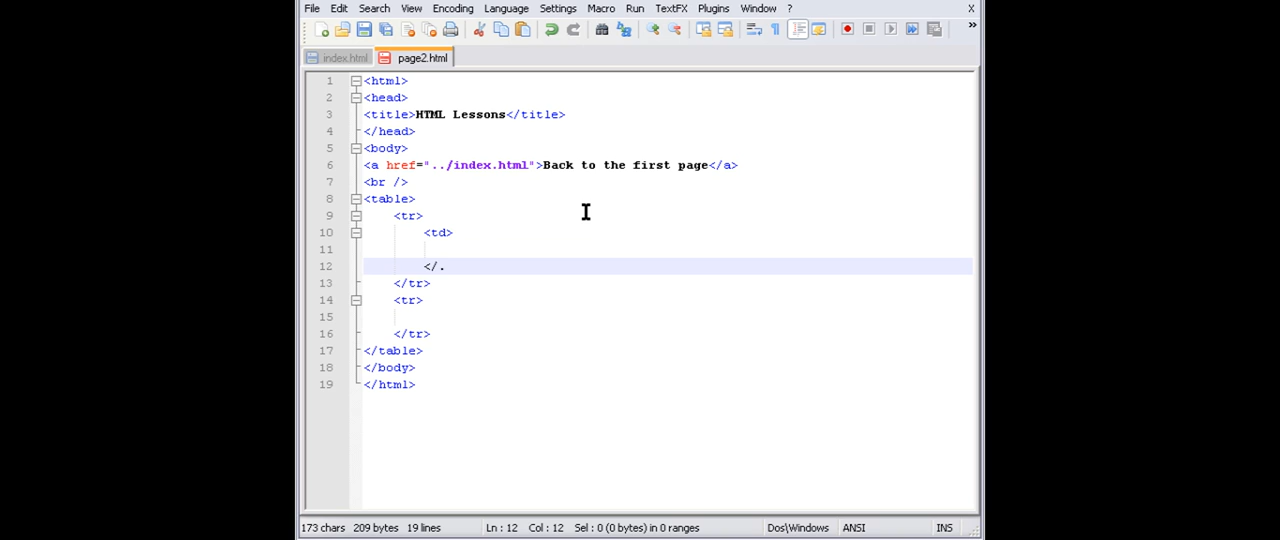 File Edit Search View Encoding Language Settings Macro Run TextFX Plugins Window ? X
»
index.html page2.html
1 <html>
2 <head>
3 <title>HTML Lessons</title>
4 </head>
5 <body>
6 <a href="../index.html">Back to the first page</a>
7 <br />
8 <table>
9 <tr>
10 <td>
11
12 </.
13 </tr>
14 <tr>
15
16 </tr>
17 </table>
18 </body>
19 </html>
173 chars 209 bytes 19 lines Ln : 12 Col : 12 Sel : 0 (0 bytes) in 0 ranges Dos\Windows ANSI INS